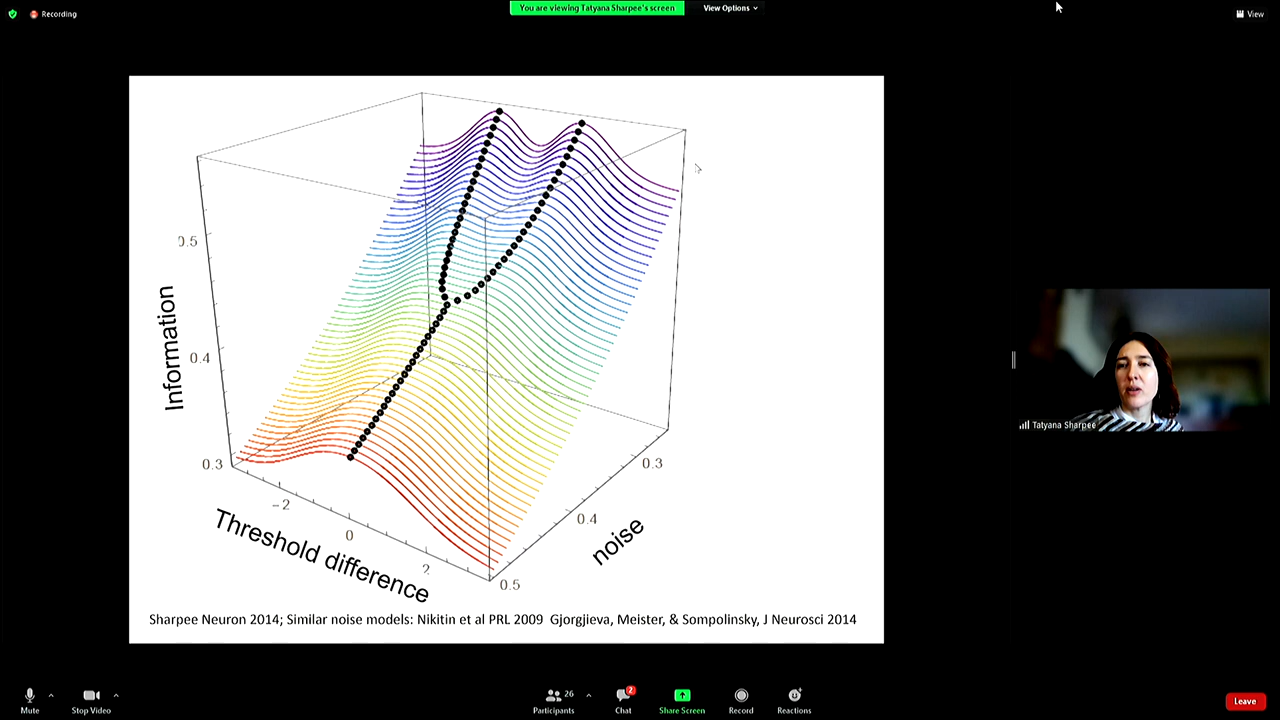 Recording
You are viewing Tatyana Sharpee's screen
View Options
View
0.5
0.4
0.3
Information
−2
0
2
Threshold difference
0.3
0.4
0.5
noise
Sharpee Neuron 2014; Similar noise models: Nikitin et al PRL 2009 Gjorgjieva, Meister, & Sompolinsky, J Neurosci 2014
Tatyana Sharpee
Mute
Stop Video
26
Participants
2
Chat
Share Screen
Record
Reactions
Leave